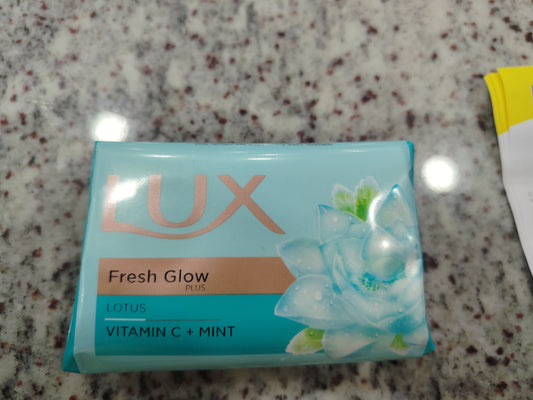 LUX
Fresh Glow
PLUS
LOTUS
VITAMIN C + MINT